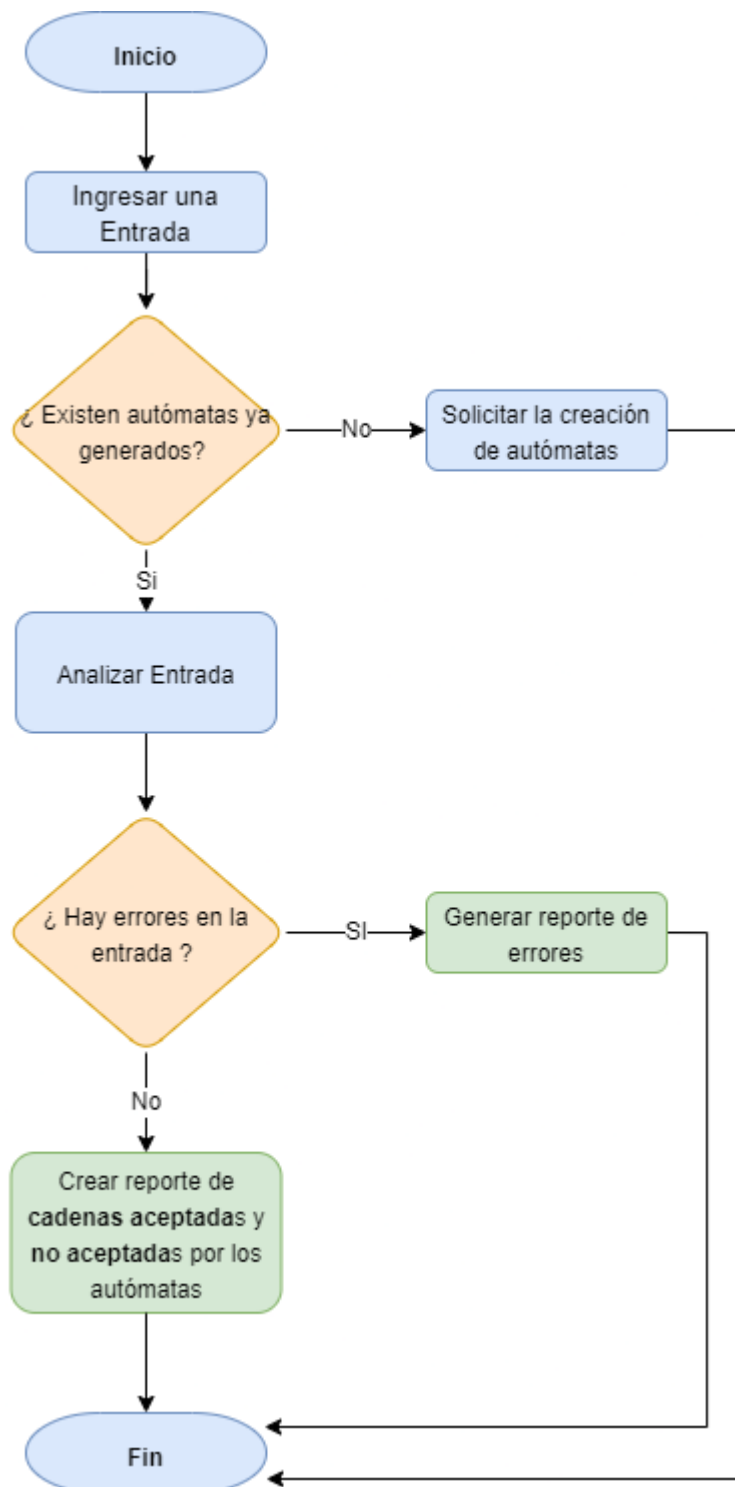 Inicio
Ingresar una
Entrada
¿ Existen autómatas ya
generados?
No
Solicitar la creación
de autómatas
Si
Analizar Entrada
¿ Hay errores en la
entrada ?
SI
Generar reporte de
errores
No
Crear reporte de
cadenas aceptadas y
no aceptadas por los
autómatas
Fin